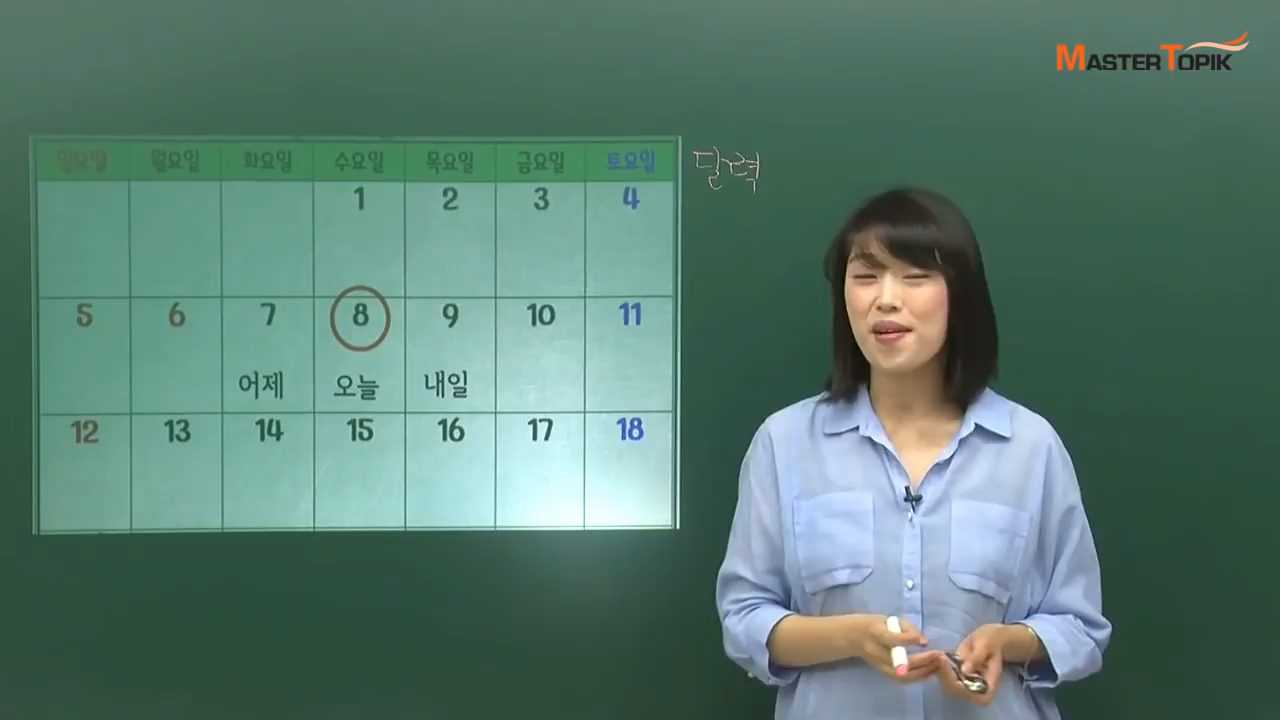 MASTERTOPIK
일요일 월요일 화요일 수요일 목요일 금요일 토요일
달력
1 2 3 4
5 6 7 8 9 10 11
어제 오늘 내일
12 13 14 15 16 17 18